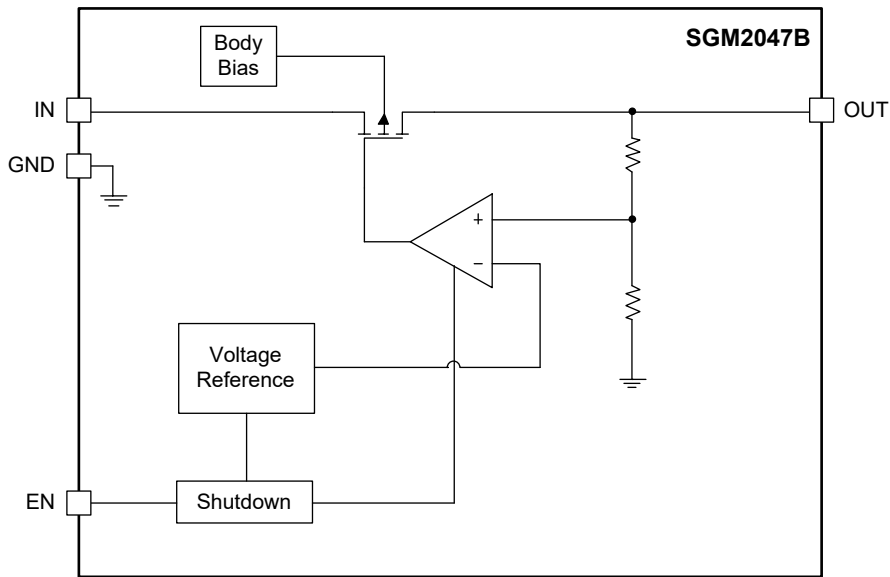 SGM2047B
Body
Bias
IN
OUT
GND
+
−
Voltage
Reference
EN
Shutdown